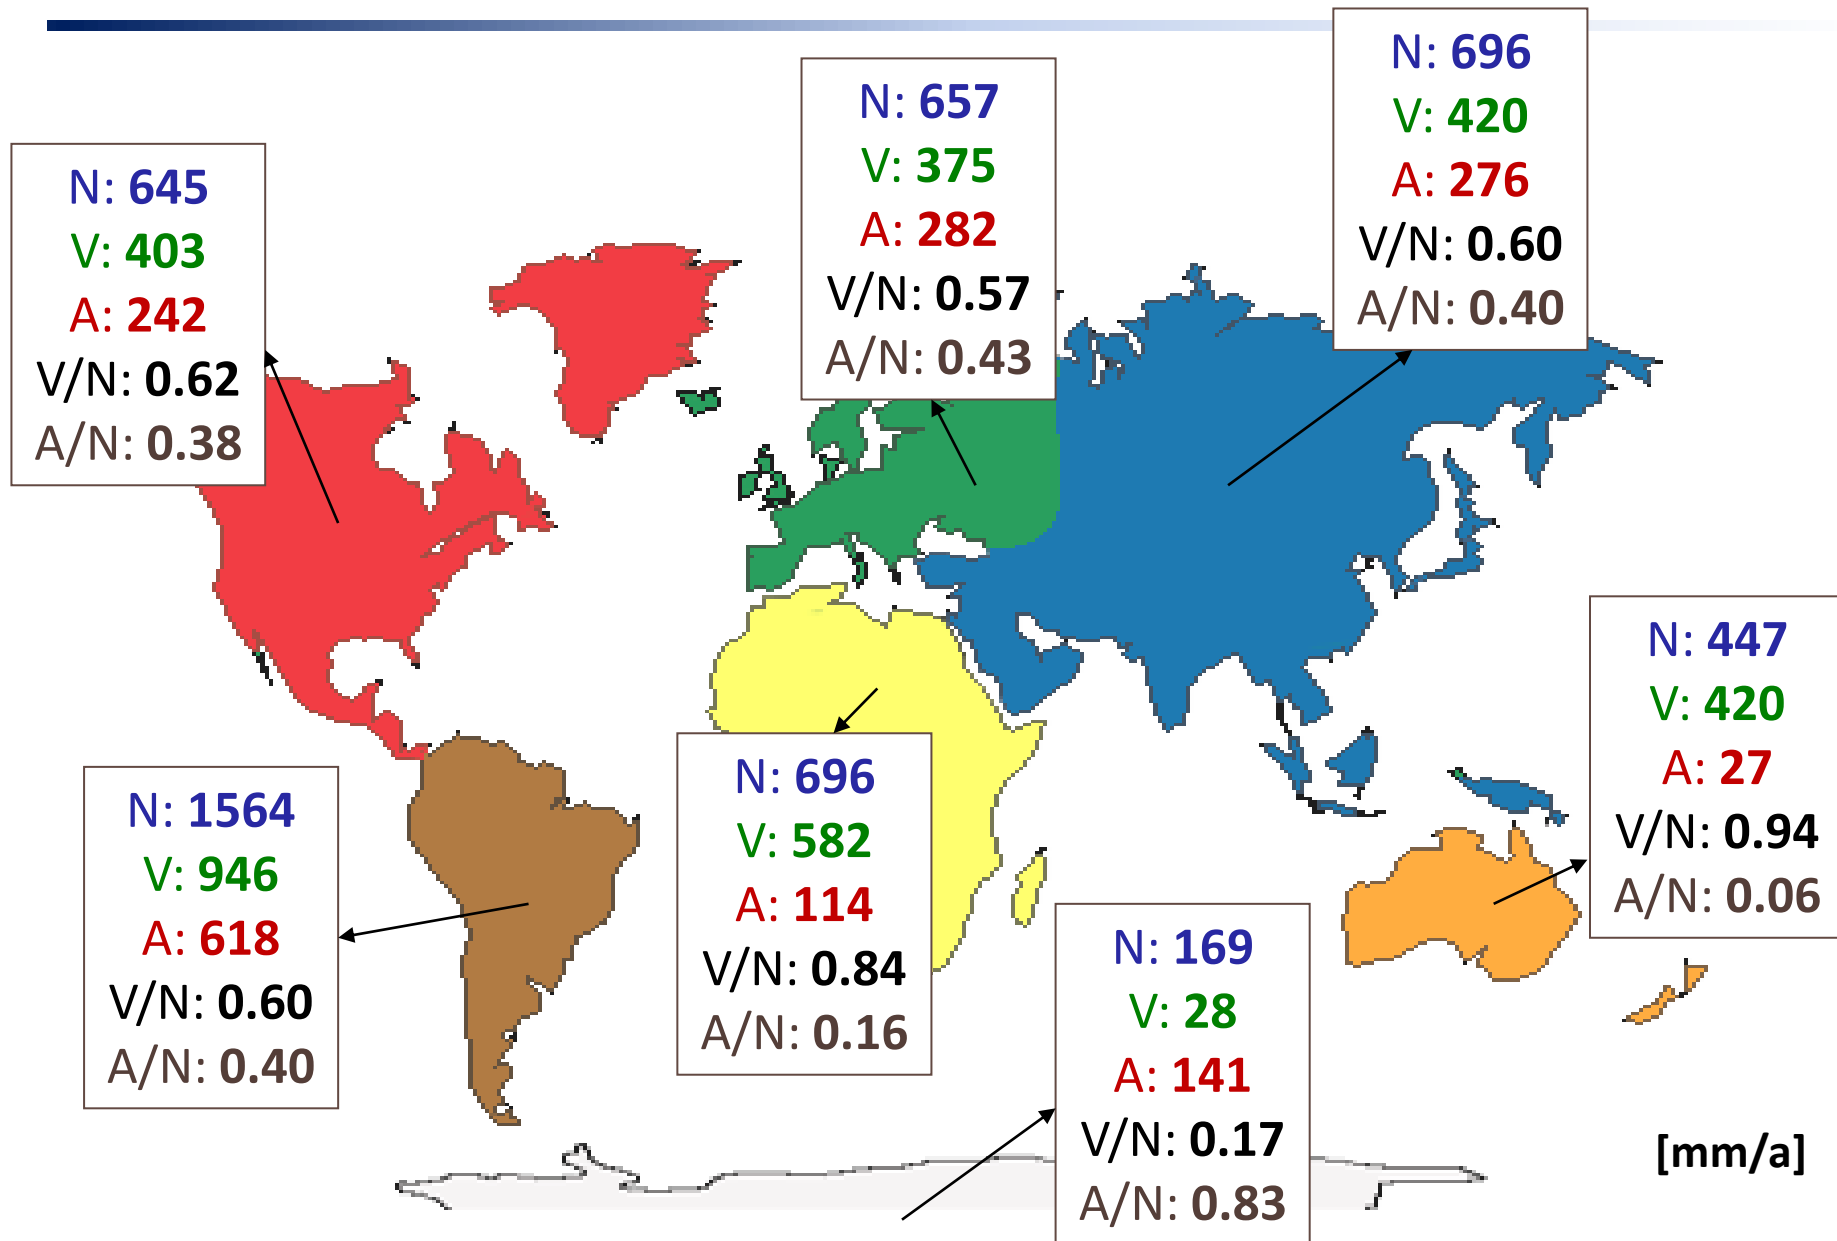 N: 645
V: 403
A: 242
V/N: 0.62
A/N: 0.38
N: 657
V: 375
A: 282
V/N: 0.57
A/N: 0.43
N: 696
V: 420
A: 276
V/N: 0.60
A/N: 0.40
N: 1564
V: 946
A: 618
V/N: 0.60
A/N: 0.40
N: 696
V: 582
A: 114
V/N: 0.84
A/N: 0.16
N: 169
V: 28
A: 141
V/N: 0.17
A/N: 0.83
N: 447
V: 420
A: 27
V/N: 0.94
A/N: 0.06
[mm/a]